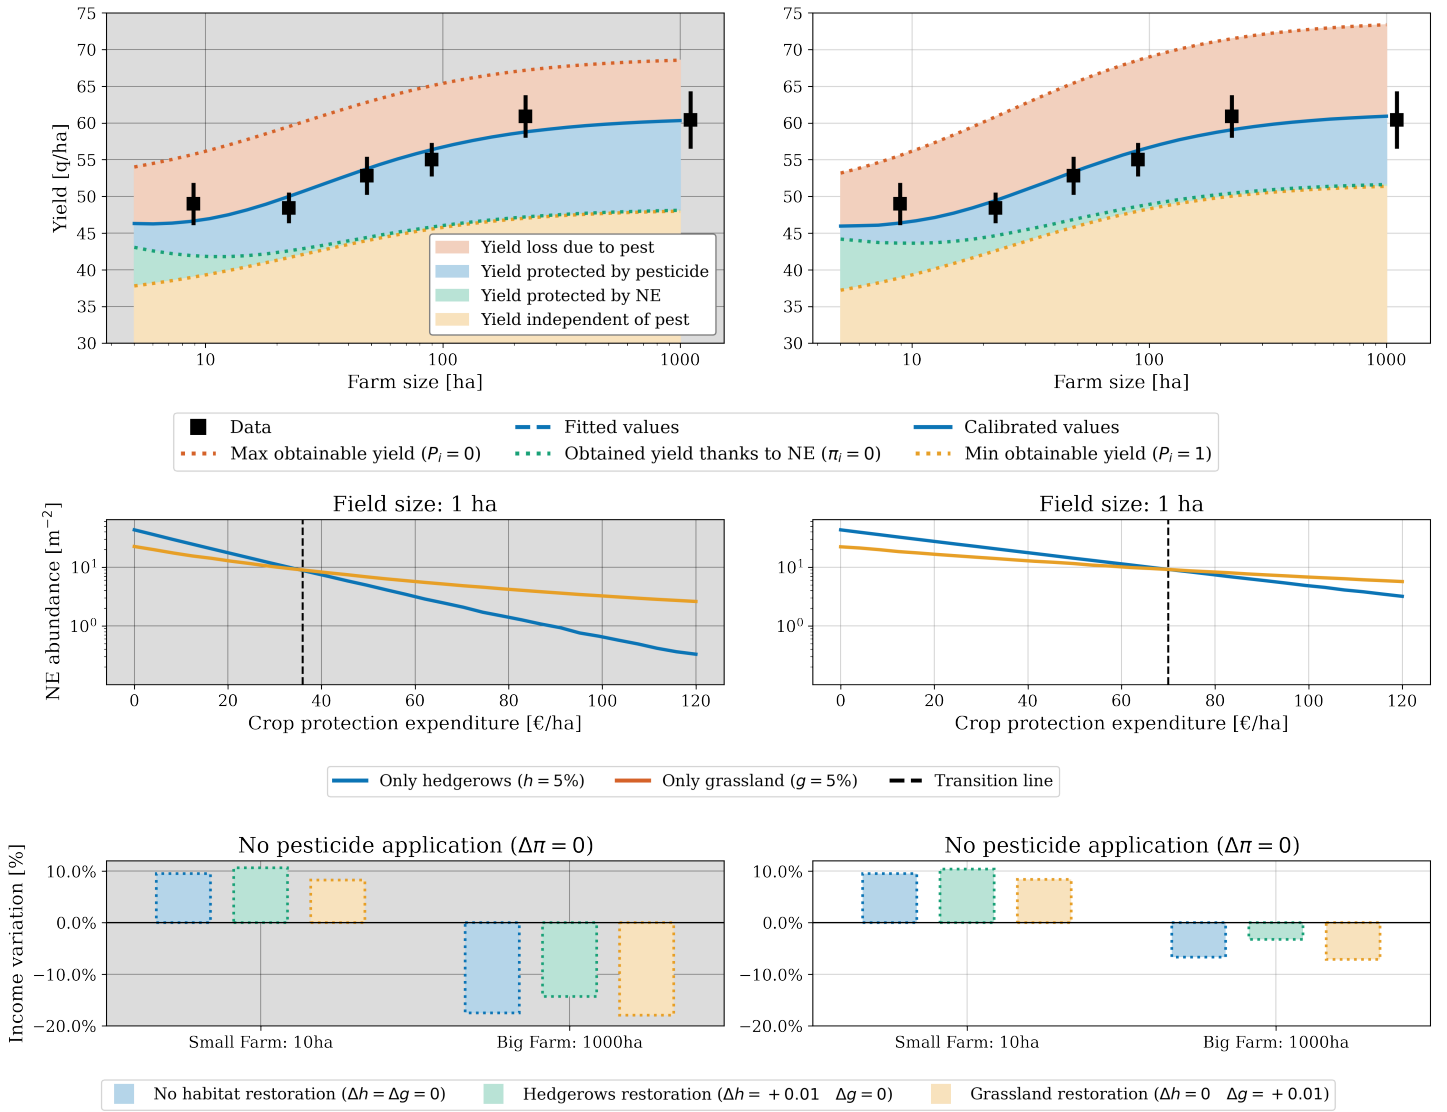 75
70
65
60
55
50
45
40
35
30
Yield [q/ha]
10
100
1000
Farm size [ha]
Yield loss due to pest
Yield protected by pesticide
Yield protected by NE
Yield independent of pest
75
70
65
60
55
50
45
40
35
30
10
100
1000
Farm size [ha]
Data
Fitted values
Calibrated values
Max obtainable yield (P_i = 0)
Obtained yield thanks to NE (π_i = 0)
Min obtainable yield (P_i = 1)
Field size: 1 ha
NE abundance [m⁻²]
10¹
10⁰
0 20 40 60 80 100 120
Crop protection expenditure [€/ha]
Field size: 1 ha
10¹
10⁰
0 20 40 60 80 100 120
Crop protection expenditure [€/ha]
Only hedgerows (h = 5%)
Only grassland (g = 5%)
Transition line
No pesticide application (Δπ = 0)
Income variation [%]
10.0%
0.0%
−10.0%
−20.0%
Small Farm: 10ha
Big Farm: 1000ha
No pesticide application (Δπ = 0)
10.0%
0.0%
−10.0%
−20.0%
Small Farm: 10ha
Big Farm: 1000ha
No habitat restoration (Δh = Δg = 0)
Hedgerows restoration (Δh = +0.01 Δg = 0)
Grassland restoration (Δh = 0 Δg = +0.01)